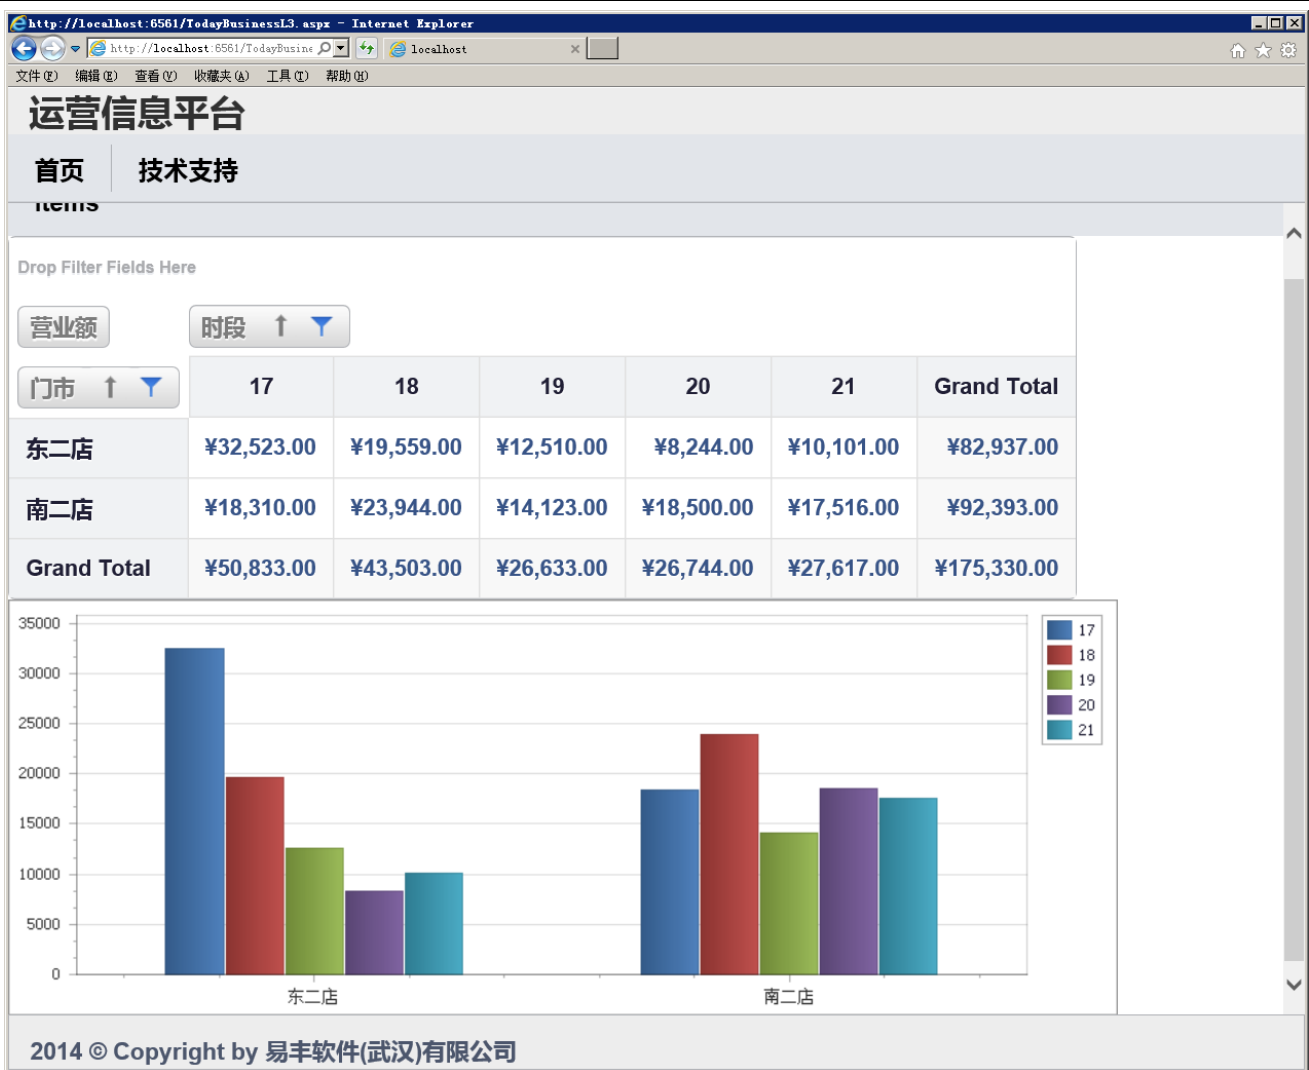 http://localhost:6561/TodayBusinessL3.aspx - Internet Explorer
http://localhost:6561/TodayBusine
localhost
文件(F) 编辑(E) 查看(V) 收藏夹(A) 工具(T) 帮助(H)
运营信息平台
首页 技术支持
Items
Drop Filter Fields Here
营业额 时段
门市 17 18 19 20 21 Grand Total
东二店 ¥32,523.00 ¥19,559.00 ¥12,510.00 ¥8,244.00 ¥10,101.00 ¥82,937.00
南二店 ¥18,310.00 ¥23,944.00 ¥14,123.00 ¥18,500.00 ¥17,516.00 ¥92,393.00
Grand Total ¥50,833.00 ¥43,503.00 ¥26,633.00 ¥26,744.00 ¥27,617.00 ¥175,330.00
35000
30000
25000
20000
15000
10000
5000
0
东二店 南二店
17
18
19
20
21
2014 © Copyright by 易丰软件(武汉)有限公司